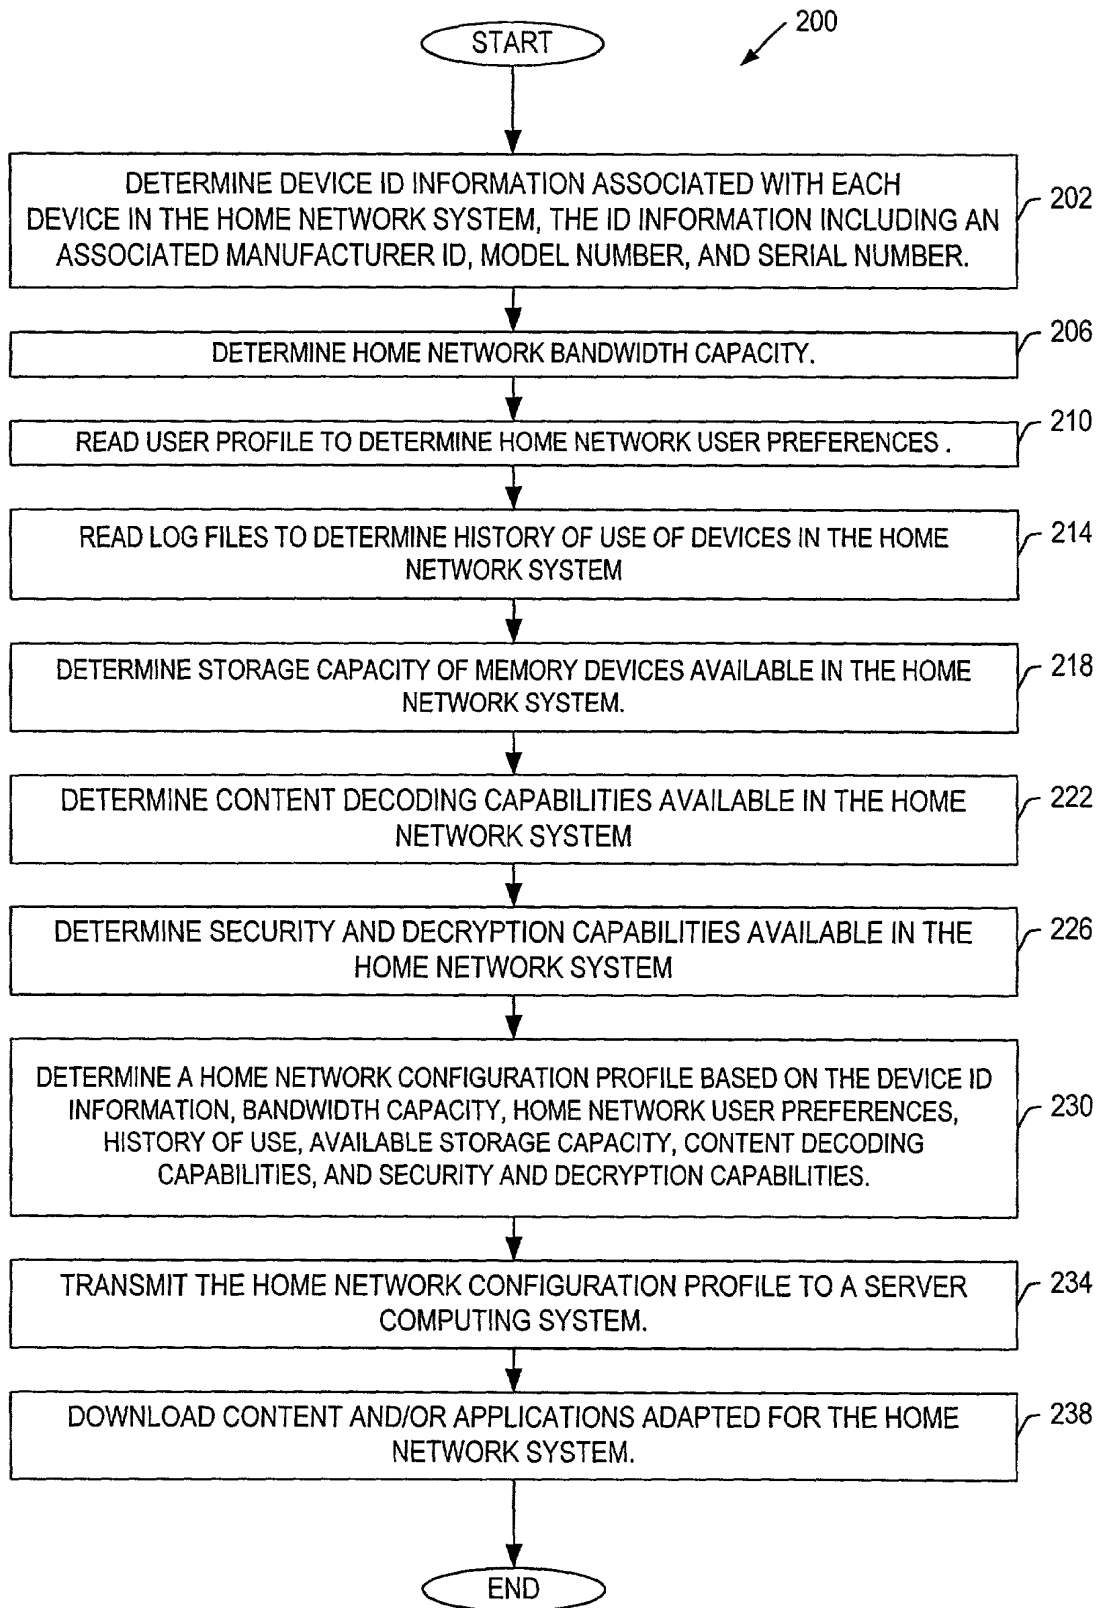 START
200
DETERMINE DEVICE ID INFORMATION ASSOCIATED WITH EACH
DEVICE IN THE HOME NETWORK SYSTEM, THE ID INFORMATION INCLUDING AN
ASSOCIATED MANUFACTURER ID, MODEL NUMBER, AND SERIAL NUMBER.
202
DETERMINE HOME NETWORK BANDWIDTH CAPACITY.
206
READ USER PROFILE TO DETERMINE HOME NETWORK USER PREFERENCES .
210
READ LOG FILES TO DETERMINE HISTORY OF USE OF DEVICES IN THE HOME
NETWORK SYSTEM
214
DETERMINE STORAGE CAPACITY OF MEMORY DEVICES AVAILABLE IN THE HOME
NETWORK SYSTEM.
218
DETERMINE CONTENT DECODING CAPABILITIES AVAILABLE IN THE HOME
NETWORK SYSTEM
222
DETERMINE SECURITY AND DECRYPTION CAPABILITIES AVAILABLE IN THE
HOME NETWORK SYSTEM
226
DETERMINE A HOME NETWORK CONFIGURATION PROFILE BASED ON THE DEVICE ID
INFORMATION, BANDWIDTH CAPACITY, HOME NETWORK USER PREFERENCES,
HISTORY OF USE, AVAILABLE STORAGE CAPACITY, CONTENT DECODING
CAPABILITIES, AND SECURITY AND DECRYPTION CAPABILITIES.
230
TRANSMIT THE HOME NETWORK CONFIGURATION PROFILE TO A SERVER
COMPUTING SYSTEM.
234
DOWNLOAD CONTENT AND/OR APPLICATIONS ADAPTED FOR THE HOME
NETWORK SYSTEM.
238
END